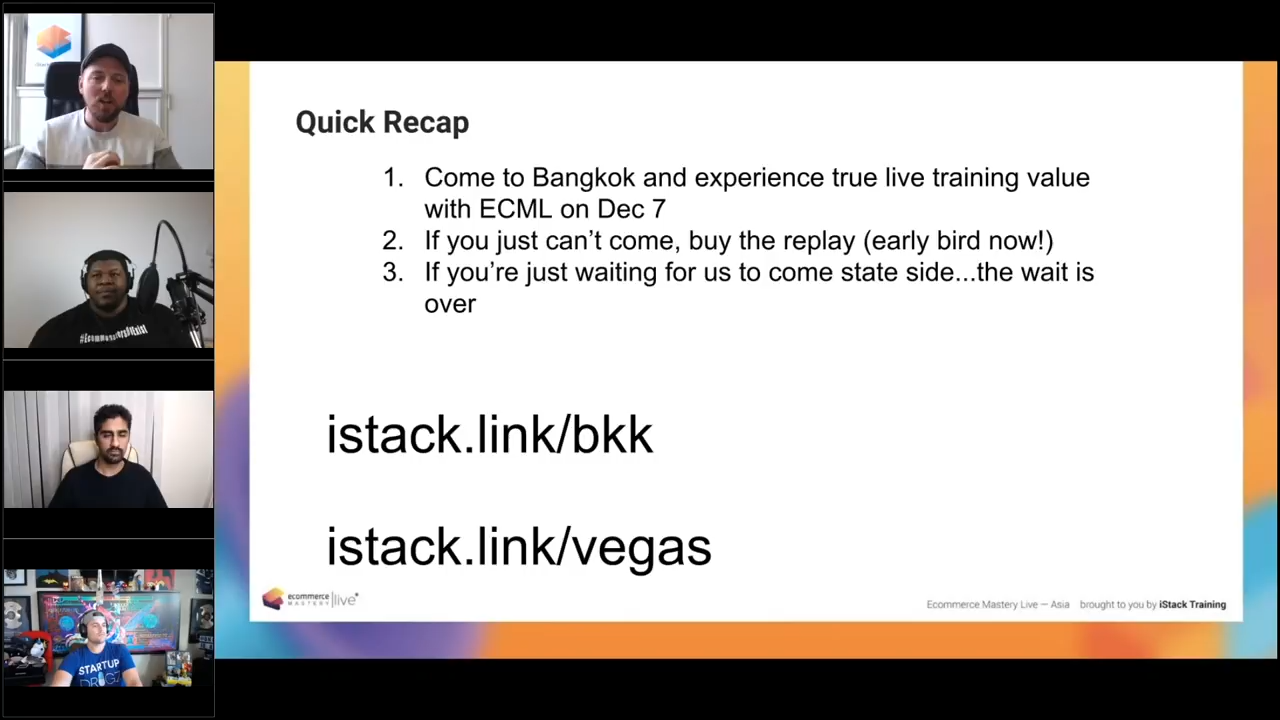 Quick Recap
1. Come to Bangkok and experience true live training value
with ECML on Dec 7
2. If you just can’t come, buy the replay (early bird now!)
3. If you’re just waiting for us to come state side...the wait is
over
istack.link/bkk
istack.link/vegas
ecommerce
MASTERY live
Ecommerce Mastery Live — Asia brought to you by iStack Training
STARTUP